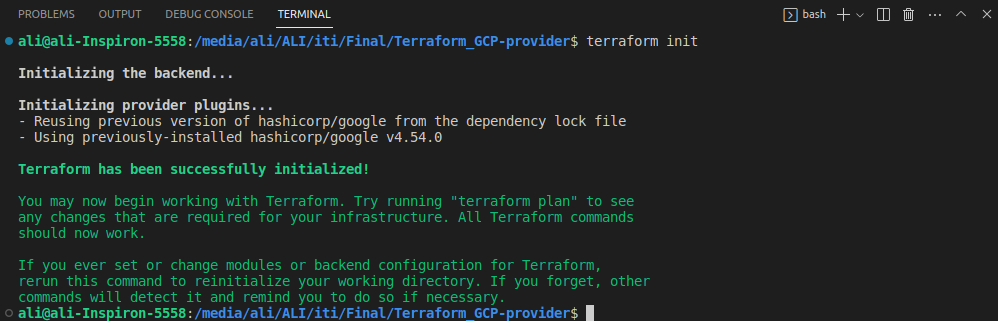 PROBLEMS OUTPUT DEBUG CONSOLE TERMINAL bash
ali@ali-Inspiron-5558:/media/ali/ALI/iti/Final/Terraform_GCP-provider$ terraform init
Initializing the backend...
Initializing provider plugins...
- Reusing previous version of hashicorp/google from the dependency lock file
- Using previously-installed hashicorp/google v4.54.0
Terraform has been successfully initialized!
You may now begin working with Terraform. Try running "terraform plan" to see
any changes that are required for your infrastructure. All Terraform commands
should now work.
If you ever set or change modules or backend configuration for Terraform,
rerun this command to reinitialize your working directory. If you forget, other
commands will detect it and remind you to do so if necessary.
ali@ali-Inspiron-5558:/media/ali/ALI/iti/Final/Terraform_GCP-provider$